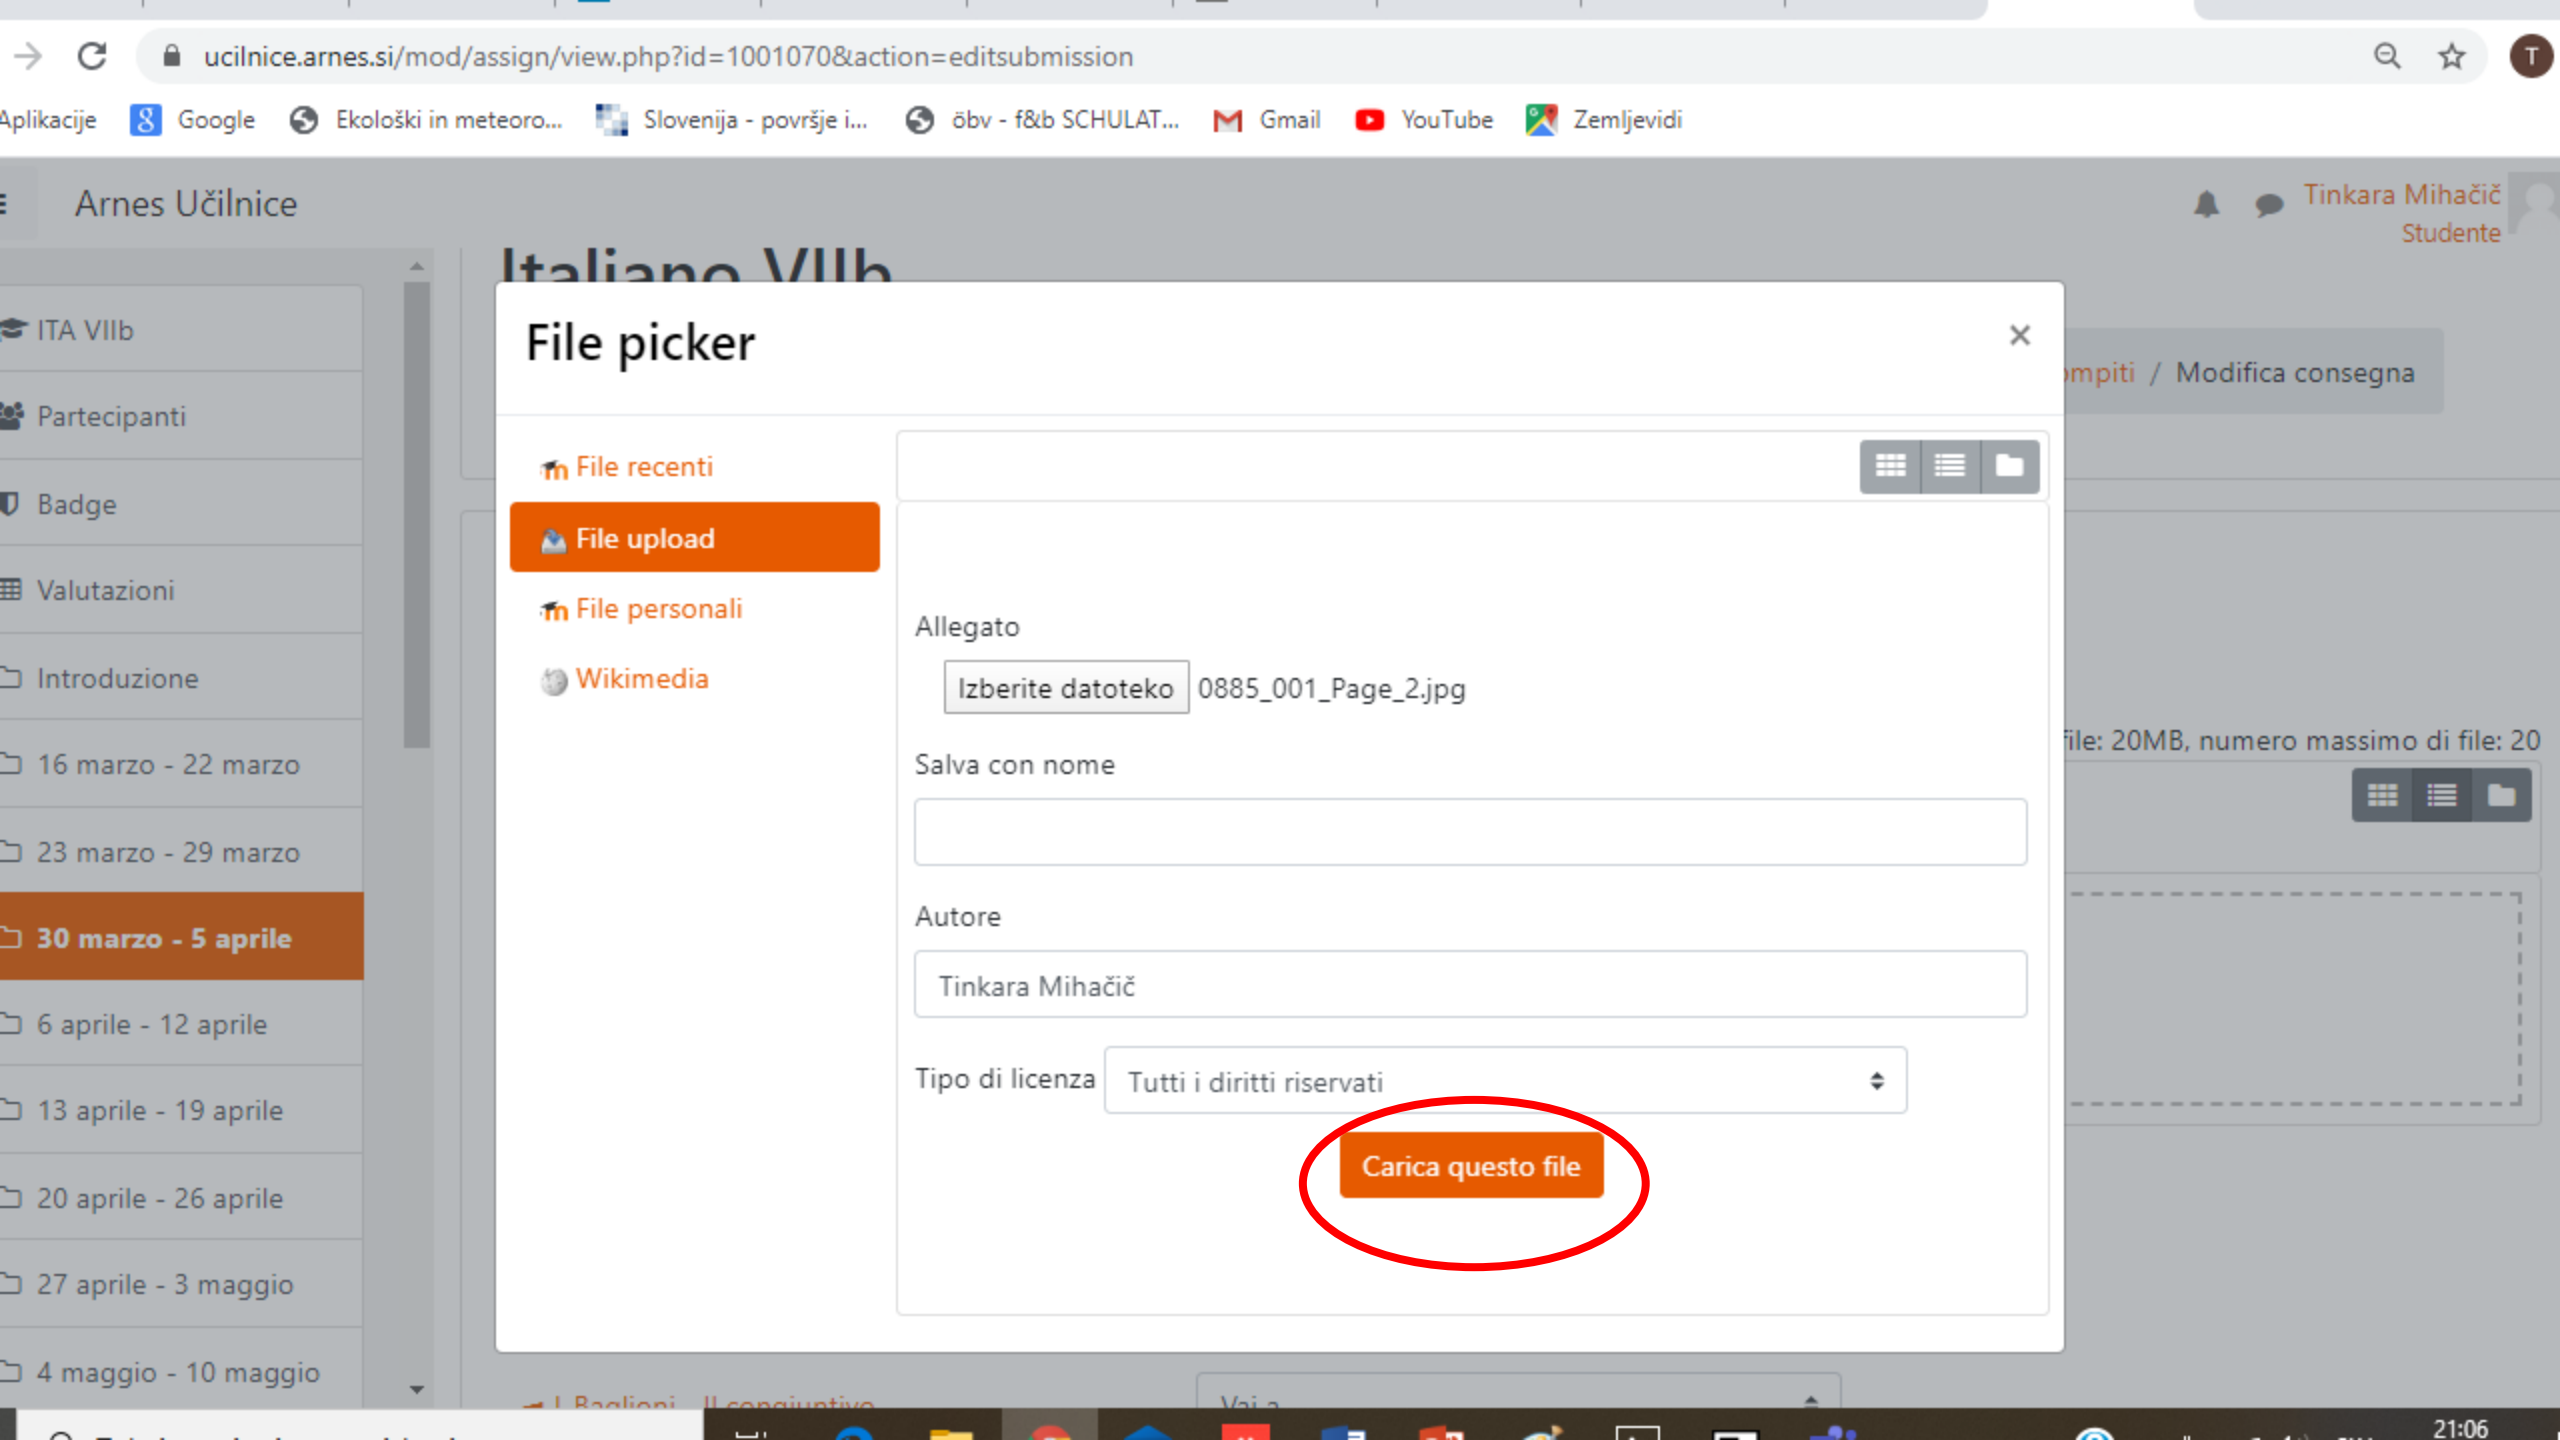 ucilnice.arnes.si/mod/assign/view.php?id=1001070&action=editsubmission
T
Aplikacije Google Ekološki in meteoro... Slovenija - površje i... öbv - f&b SCHULAT... Gmail YouTube Zemljevidi
Arnes Učilnice
Tinkara Mihačič
Studente
Italiano VIIb
File picker
×
ITA VIIb
Partecipanti
Badge
Valutazioni
Introduzione
16 marzo - 22 marzo
23 marzo - 29 marzo
30 marzo - 5 aprile
6 aprile - 12 aprile
13 aprile - 19 aprile
20 aprile - 26 aprile
27 aprile - 3 maggio
4 maggio - 10 maggio
/ Modifica consegna
File recenti
File upload
File personali
Wikimedia
Allegato
Izberite datoteko 0885_001_Page_2.jpg
Salva con nome
Autore
Tinkara Mihačič
Tipo di licenza Tutti i diritti riservati
Carica questo file
file: 20MB, numero massimo di file: 20
Baglioni - Il congiuntivo
Vai a
21:06